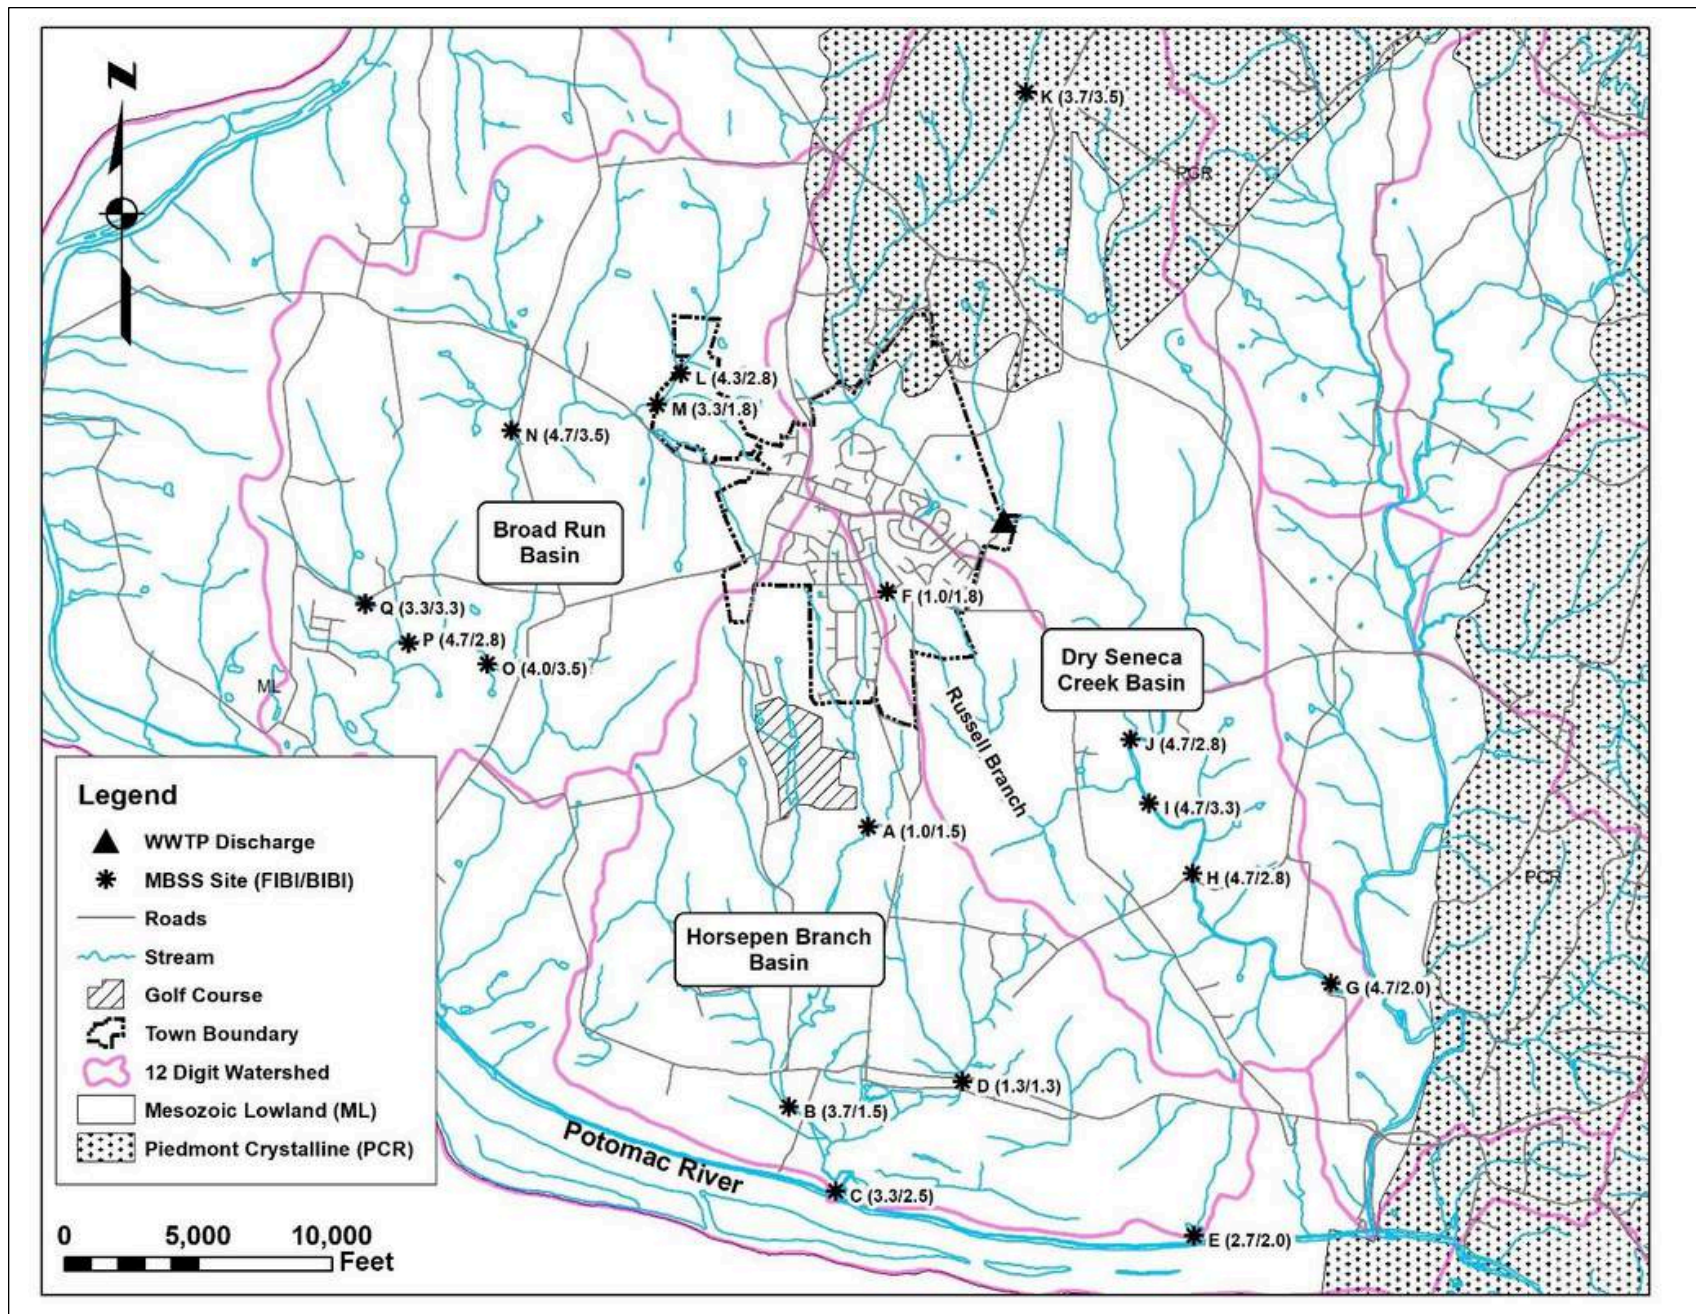 N
K (3.7/3.5)
PCR
L (4.3/2.8)
M (3.3/1.8)
N (4.7/3.5)
Broad Run
Basin
F (1.0/1.8)
Q (3.3/3.3)
P (4.7/2.8)
O (4.0/3.5)
ML
Dry Seneca
Creek Basin
Russell Branch
J (4.7/2.8)
I (4.7/3.3)
A (1.0/1.5)
H (4.7/2.8)
PCR
Horsepen Branch
Basin
G (4.7/2.0)
D (1.3/1.3)
B (3.7/1.5)
Potomac River
C (3.3/2.5)
E (2.7/2.0)
Legend
WWTP Discharge
MBSS Site (FIBI/BIBI)
Roads
Stream
Golf Course
Town Boundary
12 Digit Watershed
Mesozoic Lowland (ML)
Piedmont Crystalline (PCR)
0 5,000 10,000
Feet